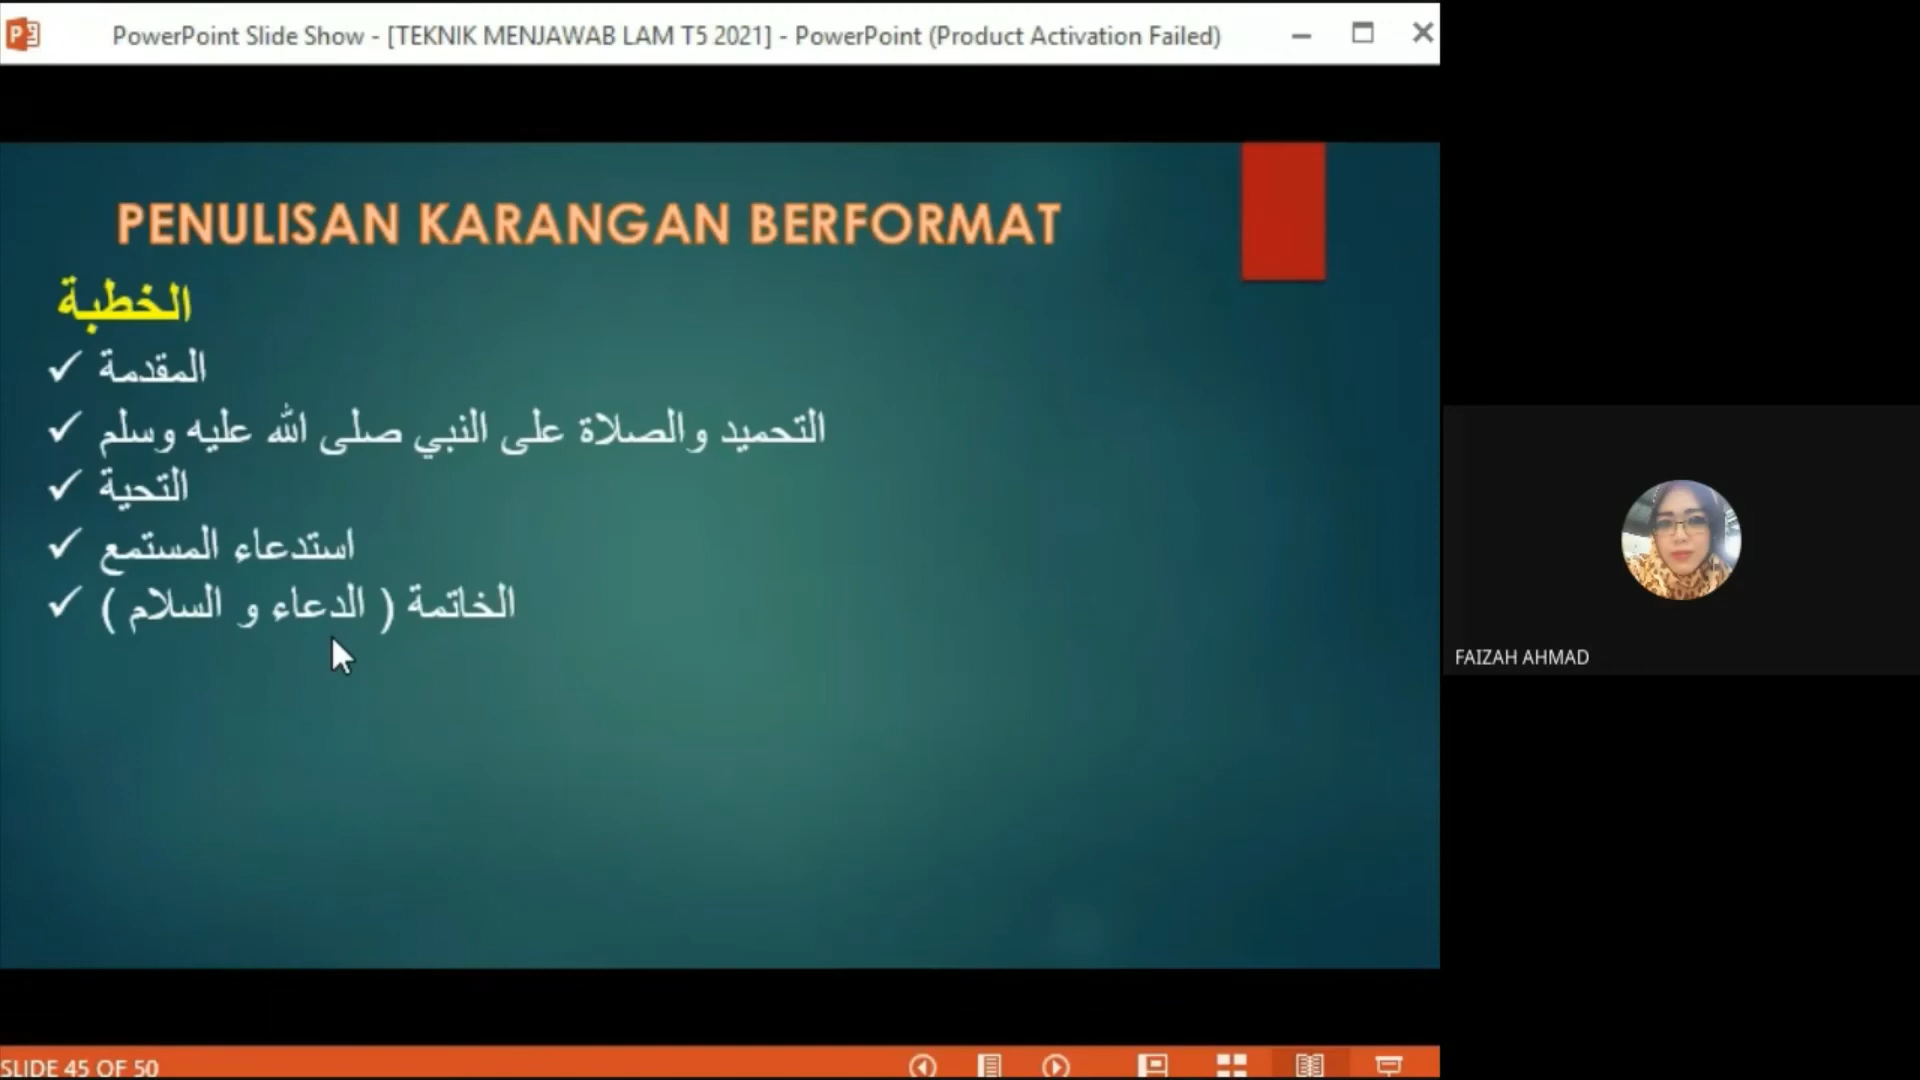 PowerPoint Slide Show - [TEKNIK MENJAWAB LAM T5 2021] - PowerPoint (Product Activation Failed)
PENULISAN KARANGAN BERFORMAT
الخطبة
✓ المقدمة
✓ التحميد والصلاة على النبي صلى الله عليه وسلم
✓ التحية
✓ استدعاء المستمع
✓ الخاتمة ( الدعاء و السلام )
FAIZAH AHMAD
SLIDE 45 OF 50